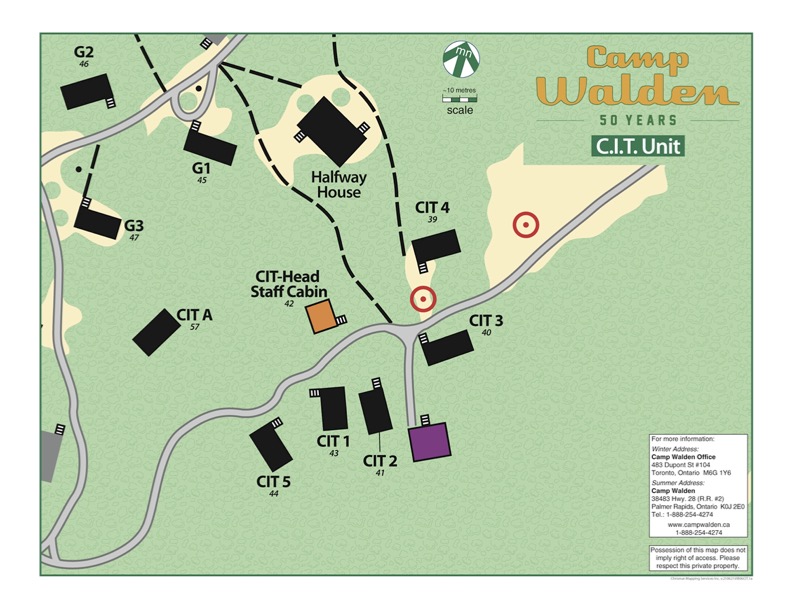 Camp
Walden
50 YEARS
C.I.T. Unit
mn
~10 metres
scale
G2
46
G1
45
G3
47
Halfway
House
CIT 4
39
CIT-Head
Staff Cabin
42
CIT A
57
CIT 3
40
CIT 1
43
CIT 2
41
CIT 5
44
For more information:
Winter Address:
Camp Walden Office
483 Dupont St #104
Toronto, Ontario M6G 1Y6
Summer Address:
Camp Walden
38483 Hwy. 28 (R.R. #2)
Palmer Rapids, Ontario K0J 2E0
Tel.: 1-888-254-4274
www.campwalden.ca
1-888-254-4274
Possession of this map does not
imply right of access. Please
respect this private property.